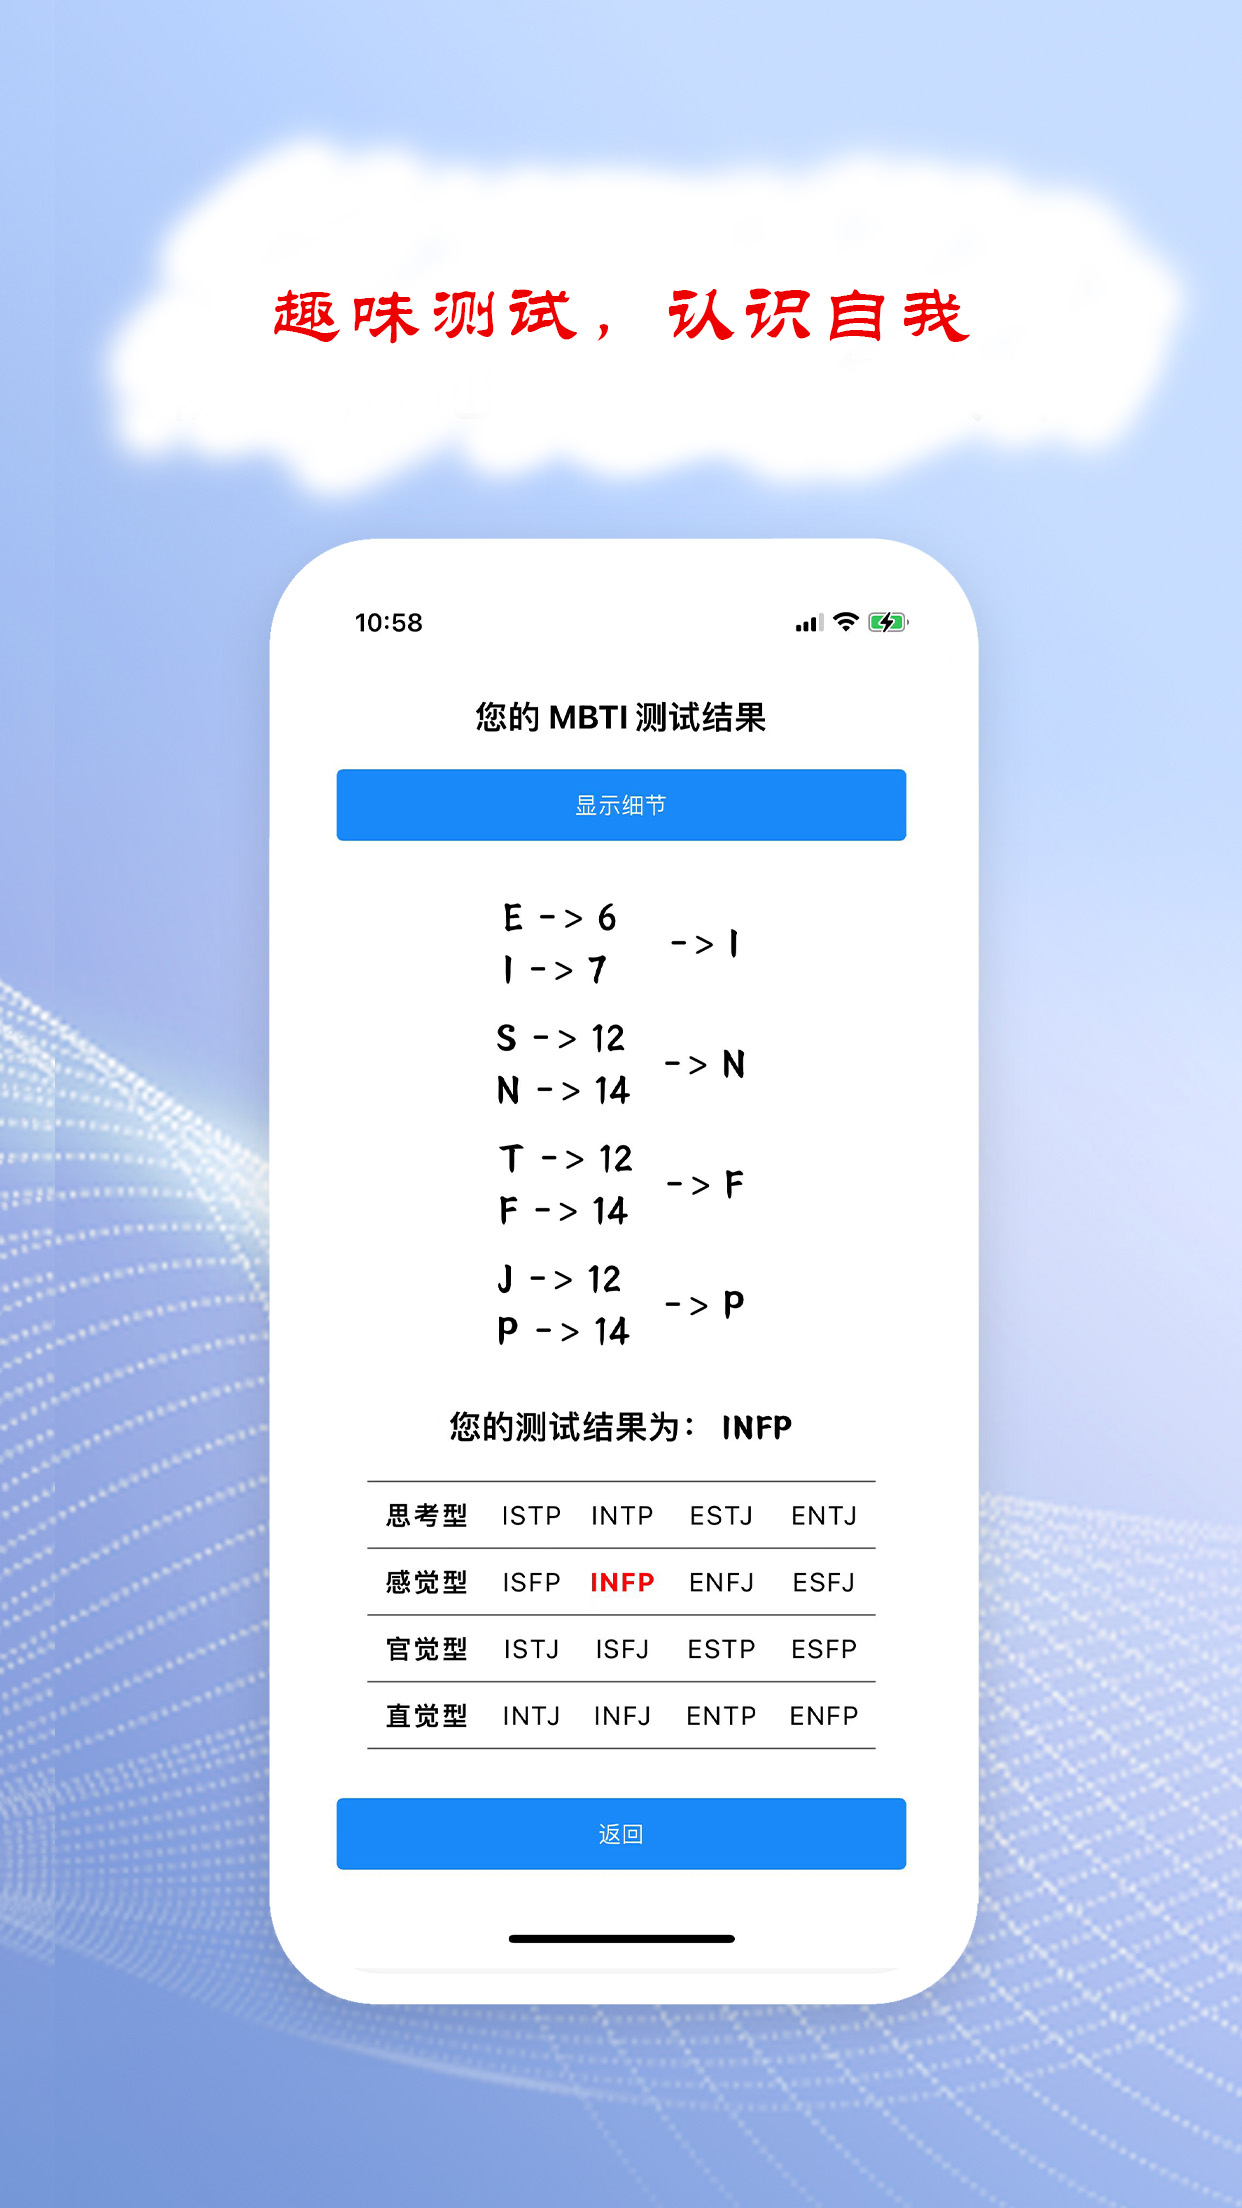 趣味测试，认识自我
10:58
您的 MBTI 测试结果
显示细节
E -> 6
-> I
I -> 7
S -> 12
-> N
N -> 14
T -> 12
-> F
F -> 14
J -> 12
-> P
P -> 14
您的测试结果为： INFP
思考型 ISTP INTP ESTJ ENTJ
感觉型 ISFP INFP ENFJ ESFJ
官觉型 ISTJ ISFJ ESTP ESFP
直觉型 INTJ INFJ ENTP ENFP
返回